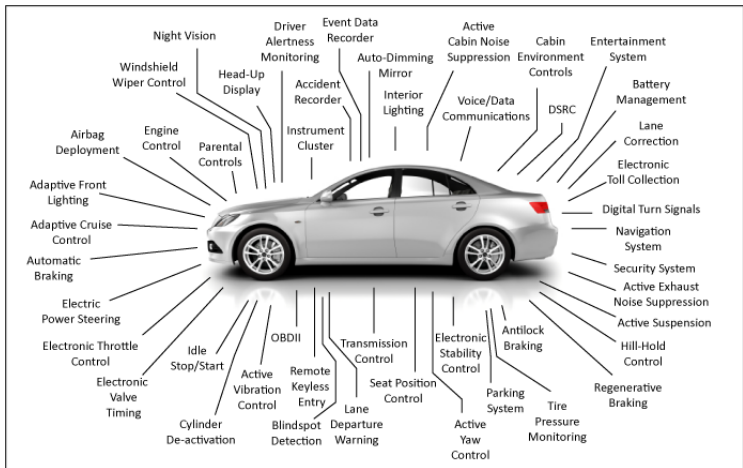 Night Vision
Driver
Alertness
Monitoring
Event Data
Recorder
Active
Cabin Noise
Suppression
Cabin
Environment
Controls
Entertainment
System
Windshield
Wiper Control
Head-Up
Display
Accident
Recorder
Auto-Dimming
Mirror
Interior
Lighting
Voice/Data
Communications
DSRC
Battery
Management
Lane
Correction
Airbag
Deployment
Engine
Control
Parental
Controls
Instrument
Cluster
Electronic
Toll Collection
Adaptive Front
Lighting
Digital Turn Signals
Adaptive Cruise
Control
Navigation
System
Automatic
Braking
Security System
Electric
Power Steering
Active Exhaust
Noise Suppression
Electronic Throttle
Control
Active Suspension
Electronic
Valve
Timing
Idle
Stop/Start
OBDII
Transmission
Control
Electronic
Stability
Control
Antilock
Braking
Hill-Hold
Control
Active
Vibration
Control
Remote
Keyless
Entry
Seat Position
Control
Parking
System
Regenerative
Braking
Cylinder
De-activation
Blindspot
Detection
Lane
Departure
Warning
Active
Yaw
Control
Tire
Pressure
Monitoring